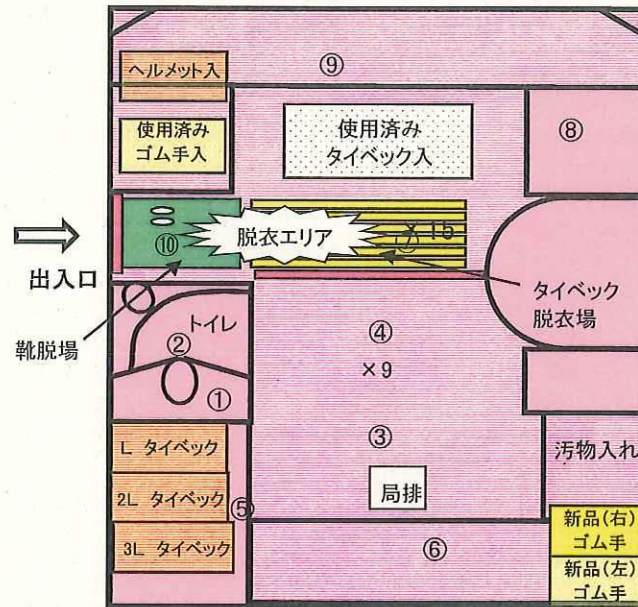 ⑨
ヘルメット入
使用済み
ゴム手入
使用済み
タイベック入
⑧
⑩
脱衣エリア
⑦
×15
出入口
靴脱場
トイレ
②
①
④
×9
タイベック
脱衣場
③
局排
L タイベック
2L タイベック
3L タイベック
⑤
⑥
汚物入れ
新品(右)
ゴム手
新品(左)
ゴム手